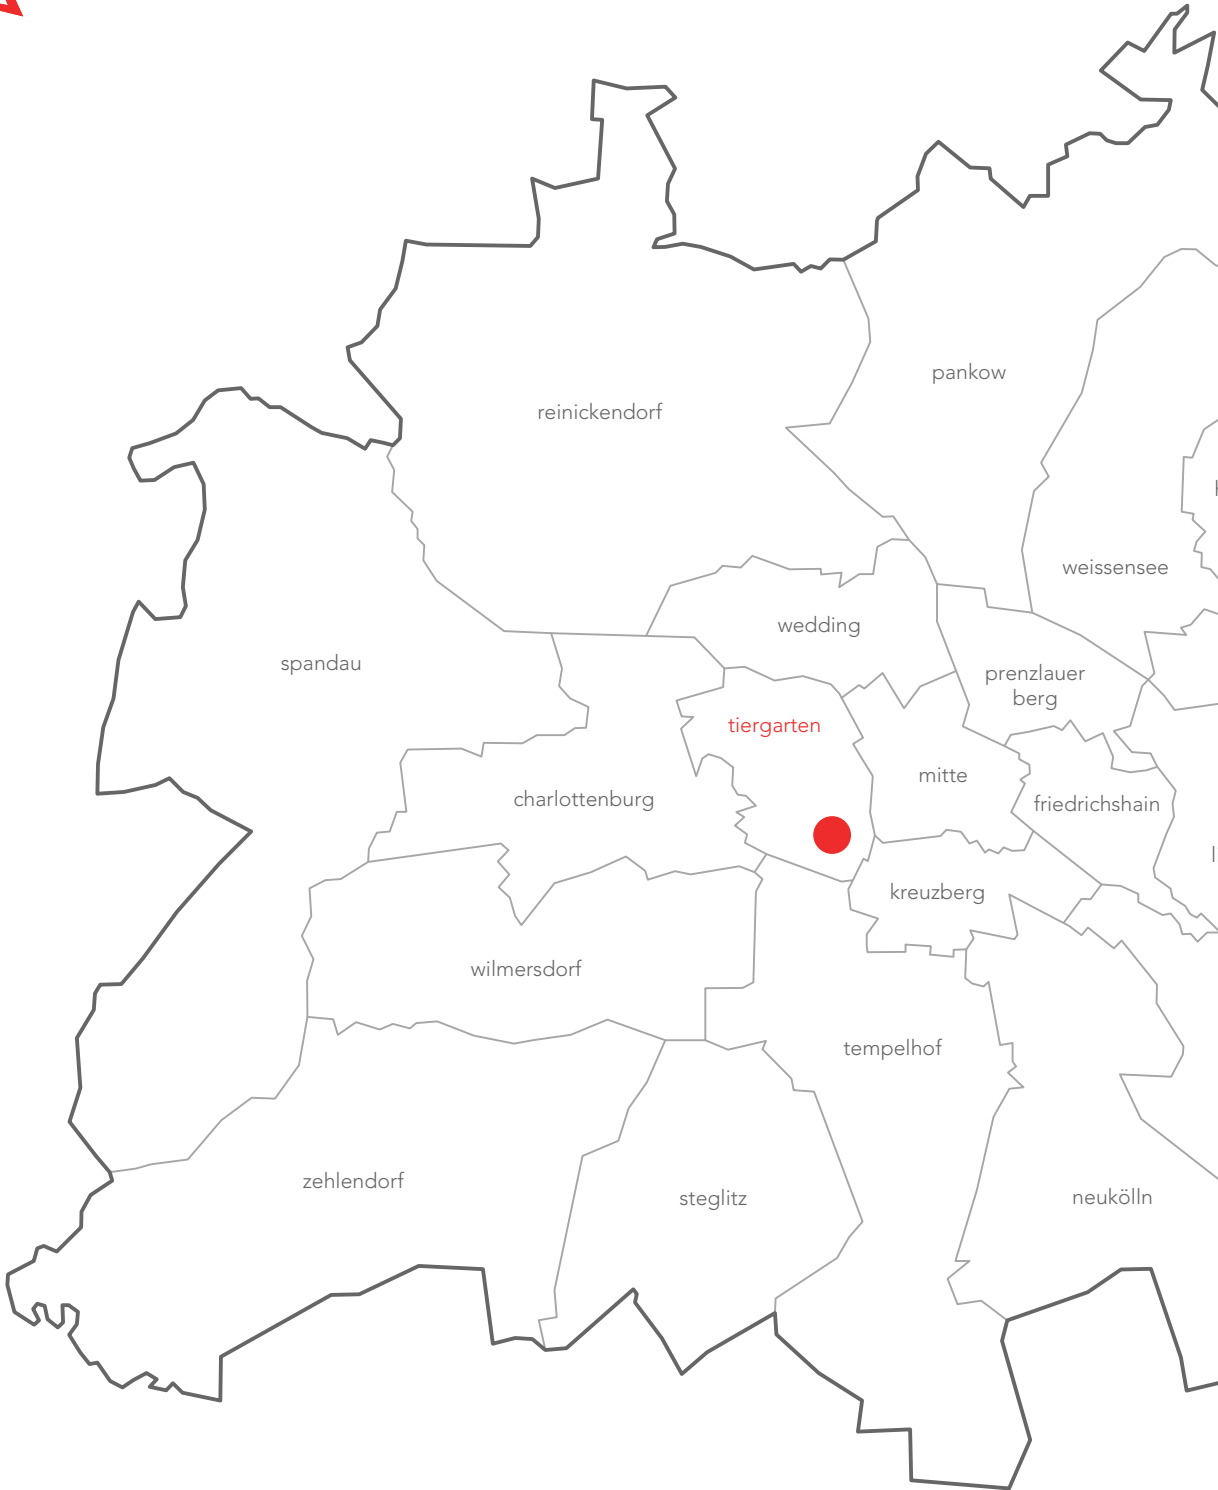 pankow
reinickendorf
weissensee
wedding
spandau
prenzlauer
berg
tiergarten
mitte
charlottenburg
friedrichshain
kreuzberg
wilmersdorf
tempelhof
zehlendorf
steglitz
neukölln